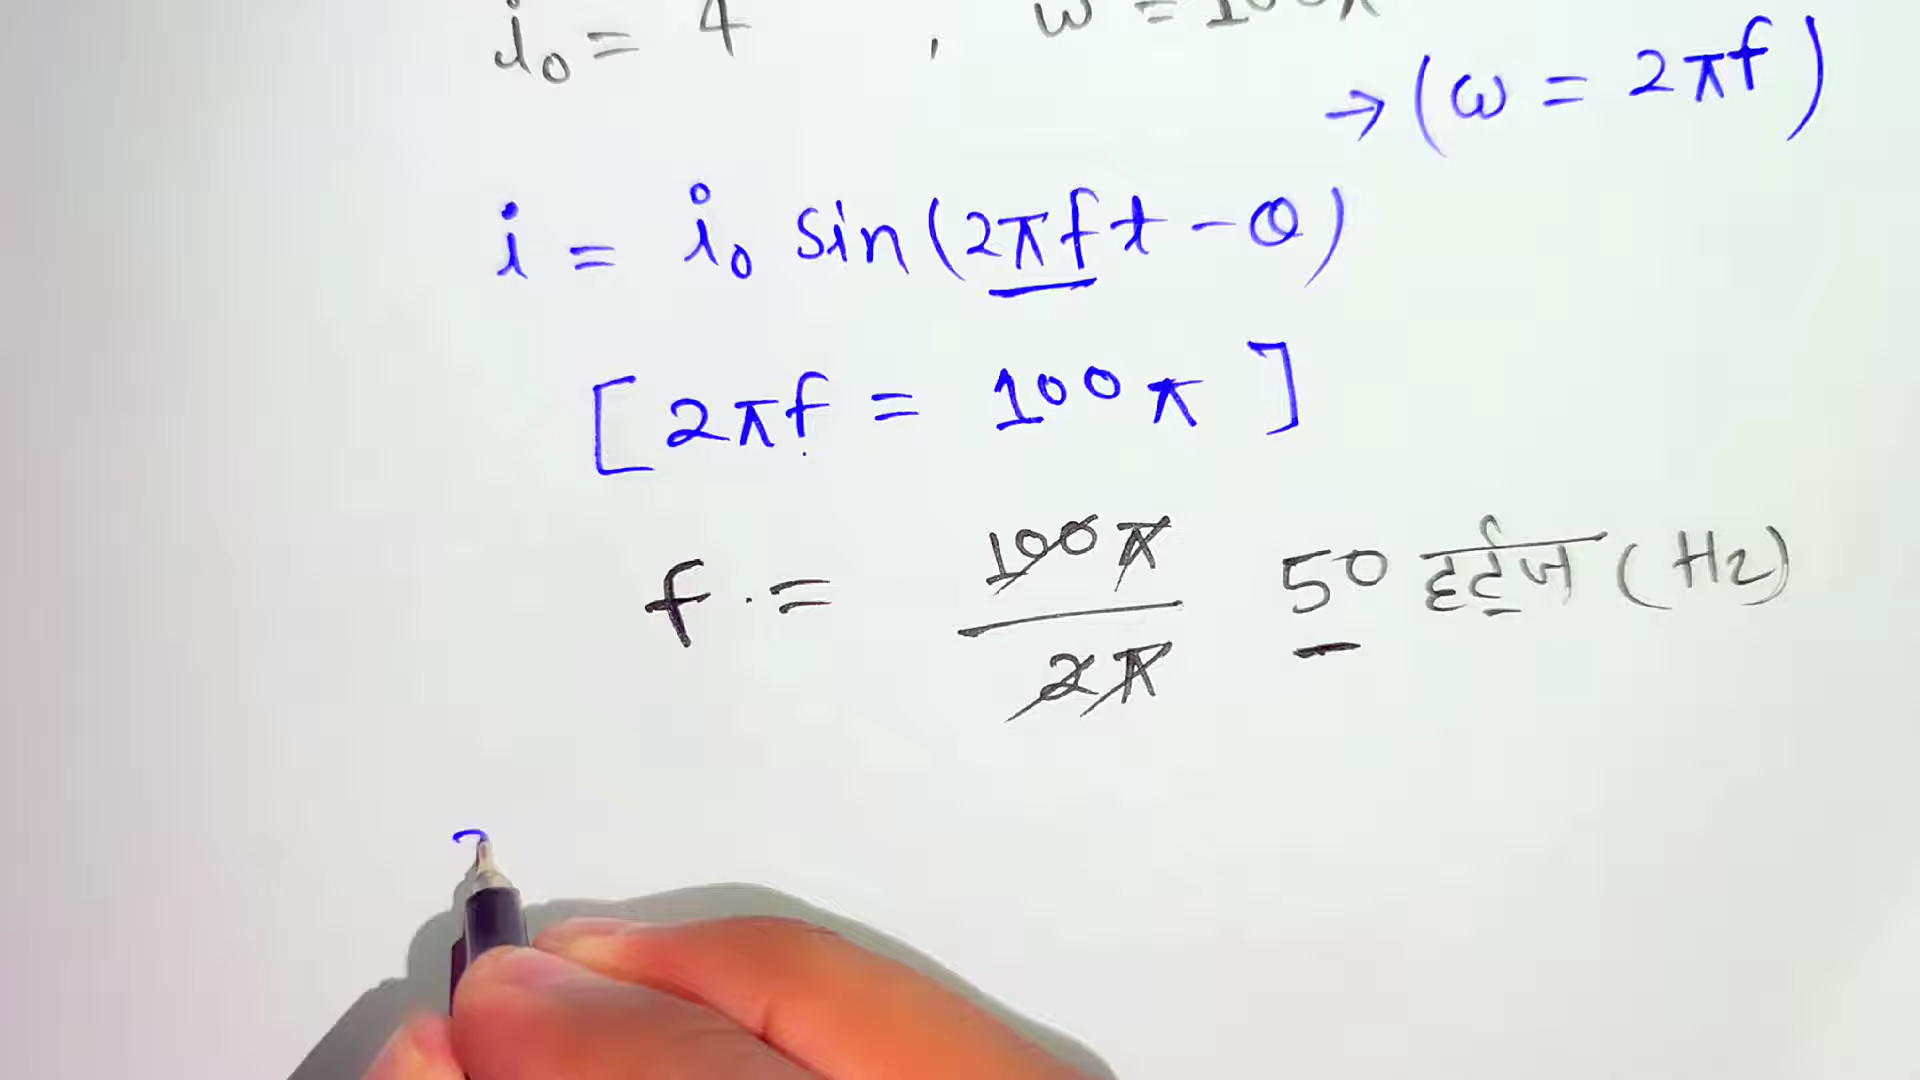 i₀ = 4 , ω = 100π
→ (ω = 2πf)
i = i₀ sin(2πft - θ)
[2πf = 100π]
f = 100π / 2π 50 हर्ट्ज (Hz)